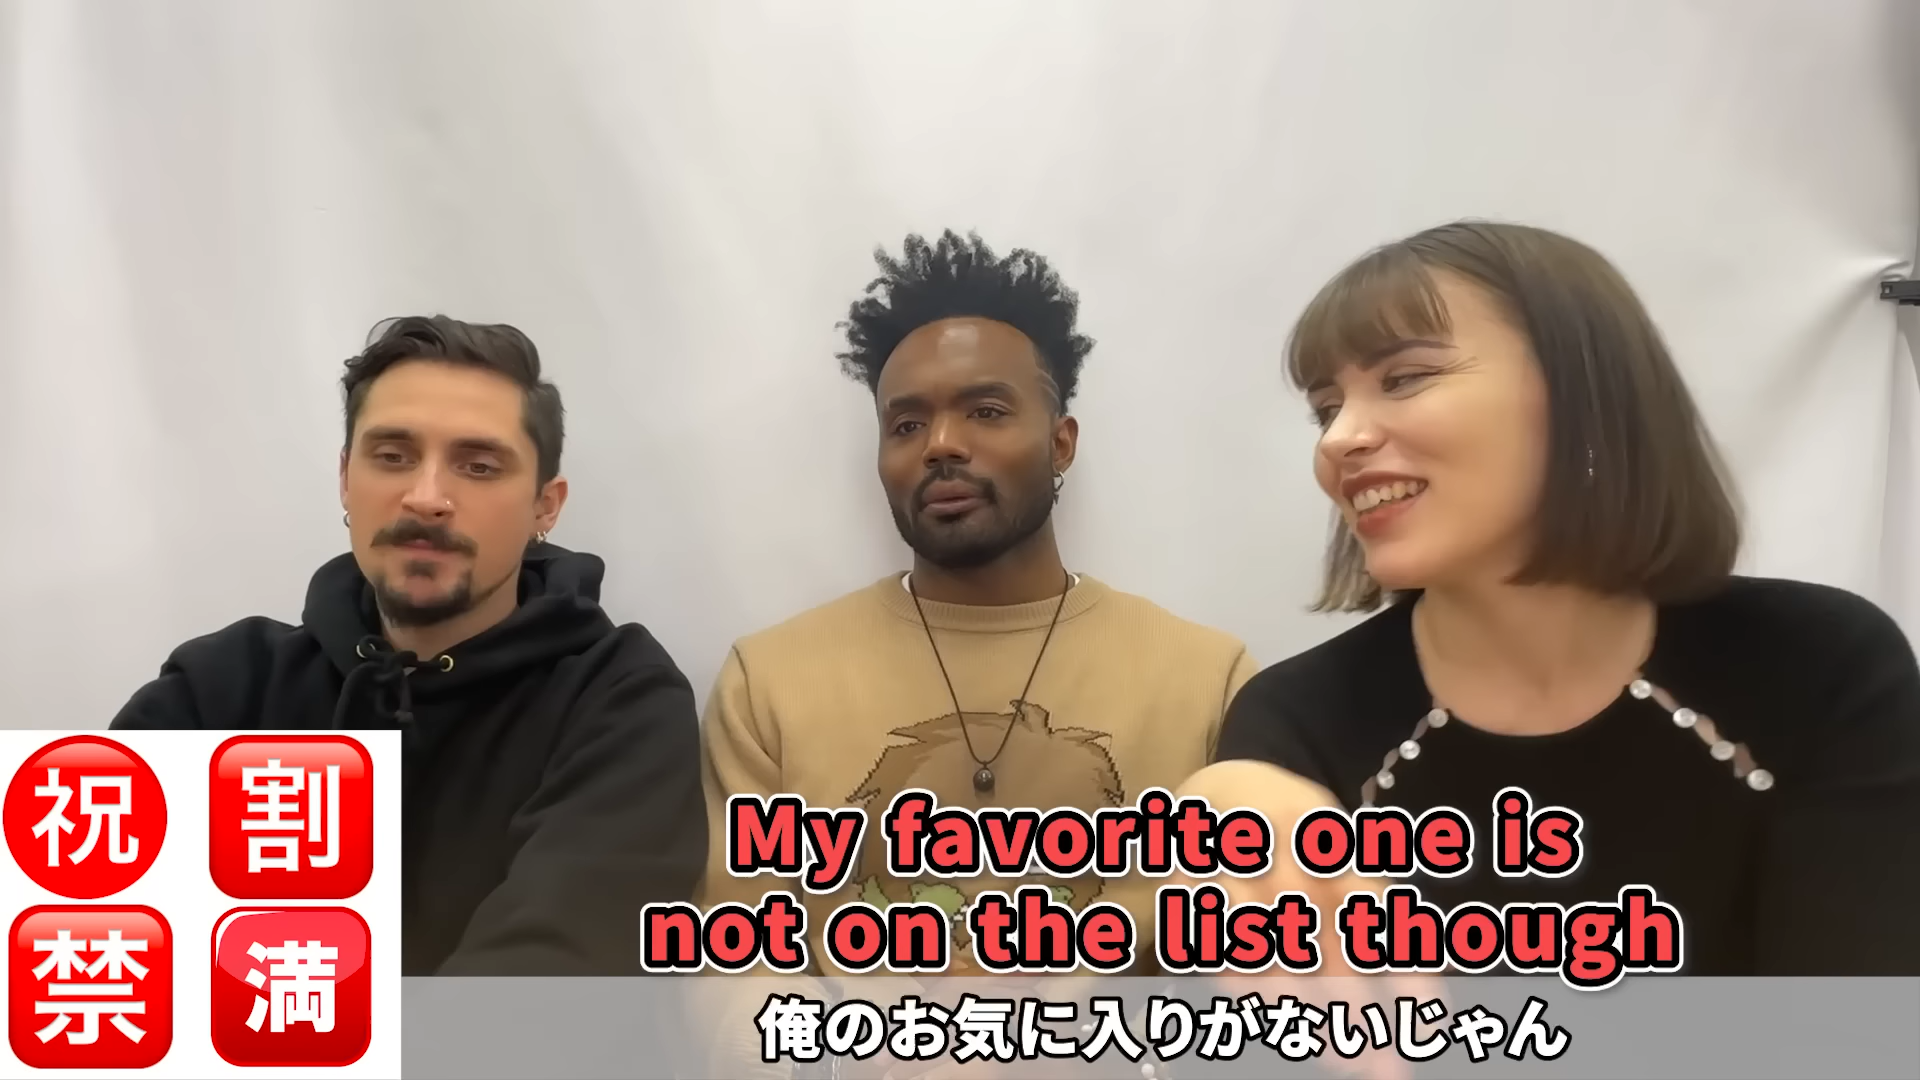 祝 割
禁 満
My favorite one is
not on the list though
俺のお気に入りがないじゃん